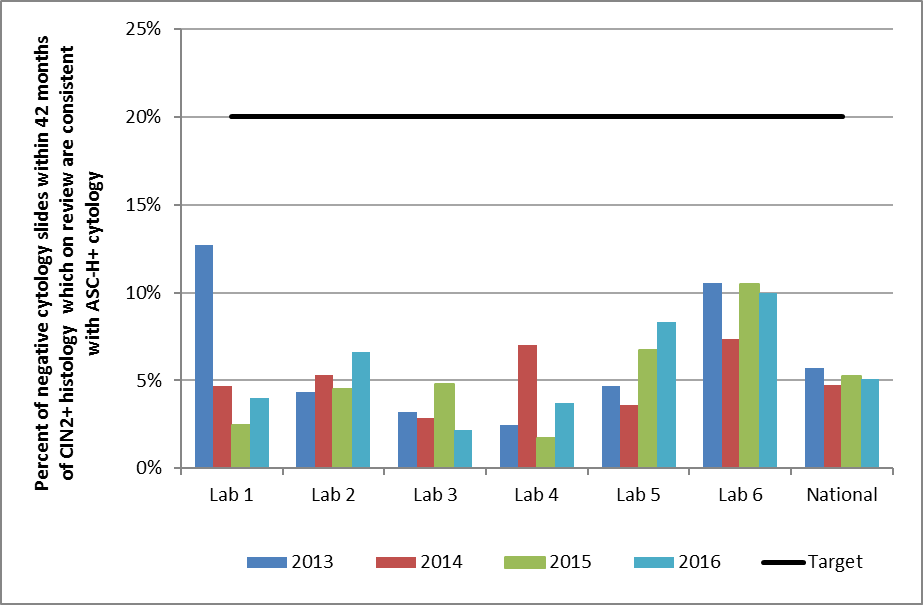 Percent of negative cytology slides within 42 months
of CIN2+ histology which on review are consistent
with ASC-H+ cytology
25%
20%
15%
10%
5%
0%
Lab 1 Lab 2 Lab 3 Lab 4 Lab 5 Lab 6 National
2013 2014 2015 2016 Target